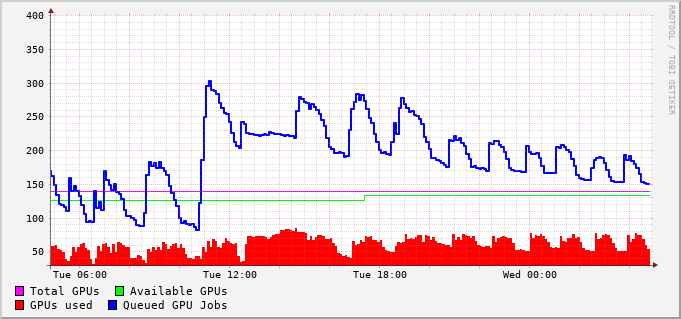 400
350
300
250
200
150
100
50
Tue 06:00 Tue 12:00 Tue 18:00 Wed 00:00
Total GPUs Available GPUs
GPUs used Queued GPU Jobs
RRDTOOL / TOBI OETIKER